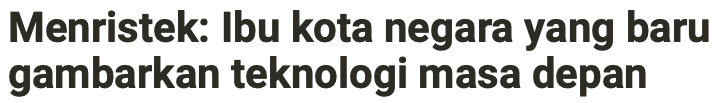 Menristek: Ibu kota negara yang baru
gambarkan teknologi masa depan